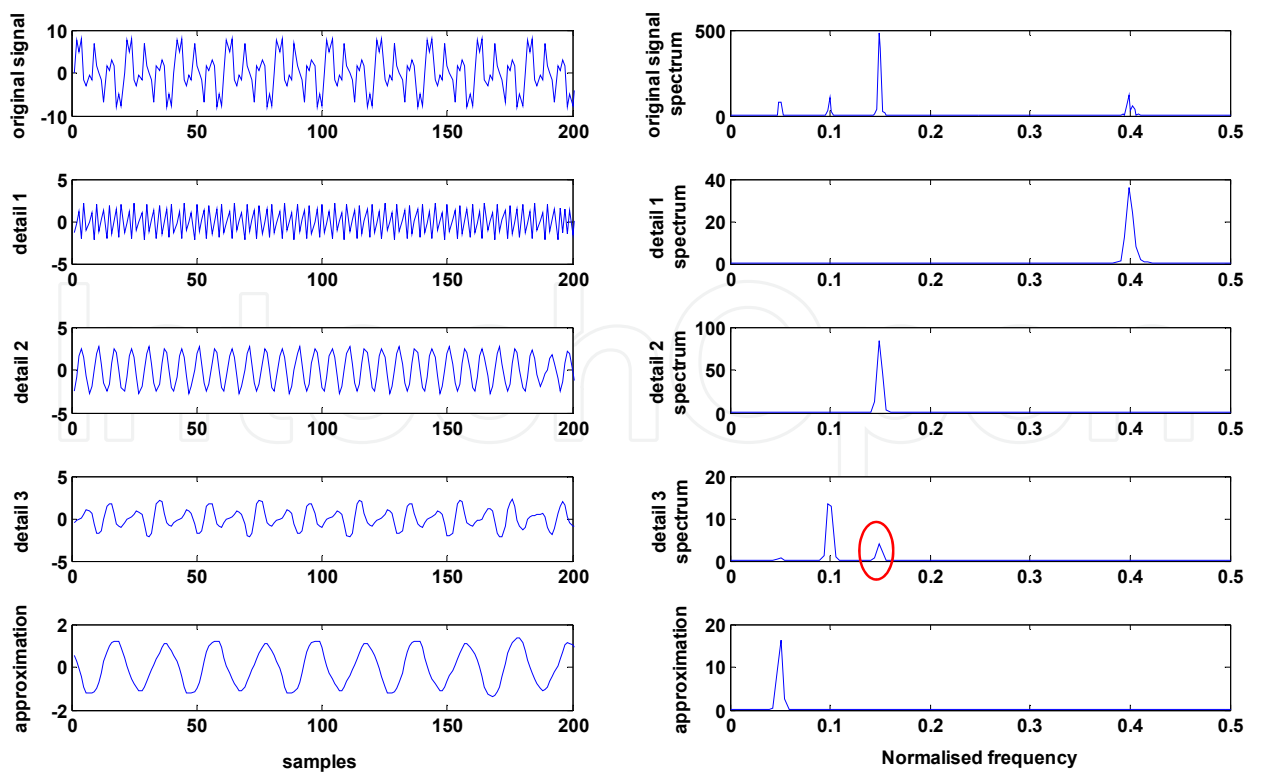 original signal
10
0
-10
0 50 100 150 200
original signal
spectrum
500
0
0 0.1 0.2 0.3 0.4 0.5
detail 1
5
0
-5
0 50 100 150 200
detail 1
spectrum
40
20
0
0 0.1 0.2 0.3 0.4 0.5
detail 2
5
0
-5
0 50 100 150 200
detail 2
spectrum
100
50
0
0 0.1 0.2 0.3 0.4 0.5
detail 3
5
0
-5
0 50 100 150 200
detail 3
spectrum
20
10
0
0 0.1 0.2 0.3 0.4 0.5
approximation
2
0
-2
0 50 100 150 200
samples
approximation
20
10
0
0 0.1 0.2 0.3 0.4 0.5
Normalised frequency
IntechOpen